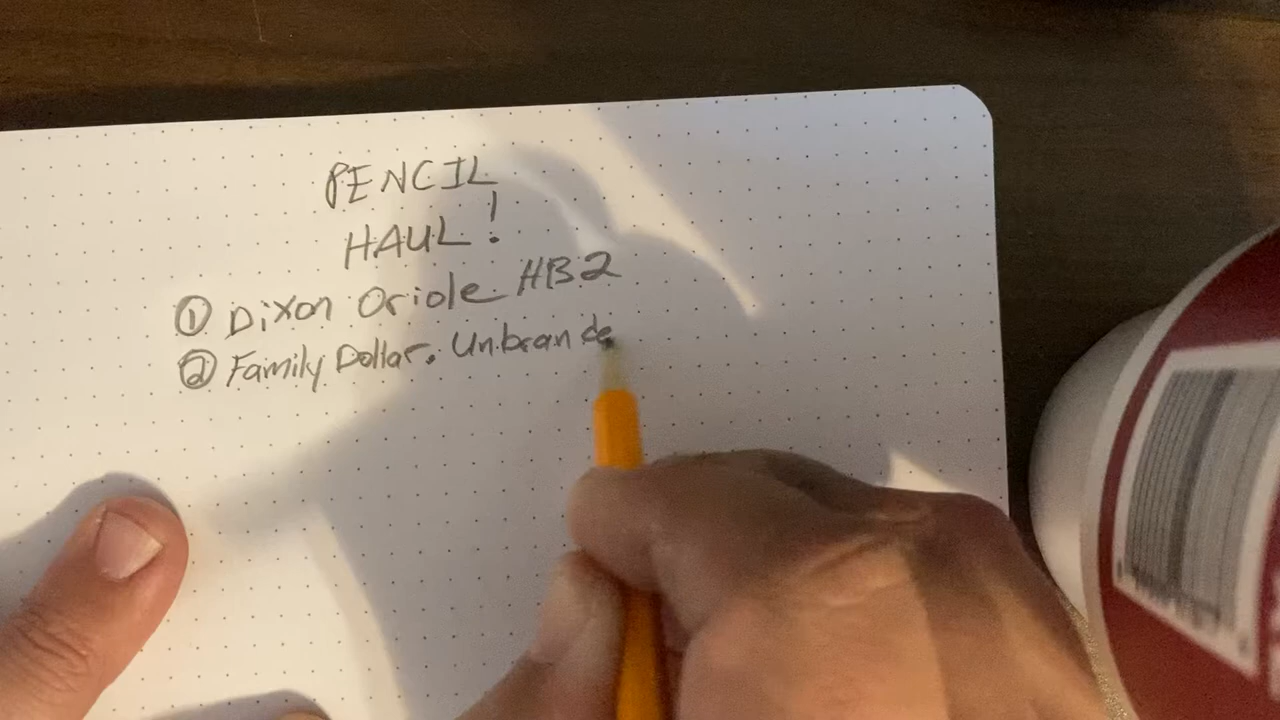 PENCIL
HAUL!
① Dixon Oriole HB2
② Family Dollar. Unbrande